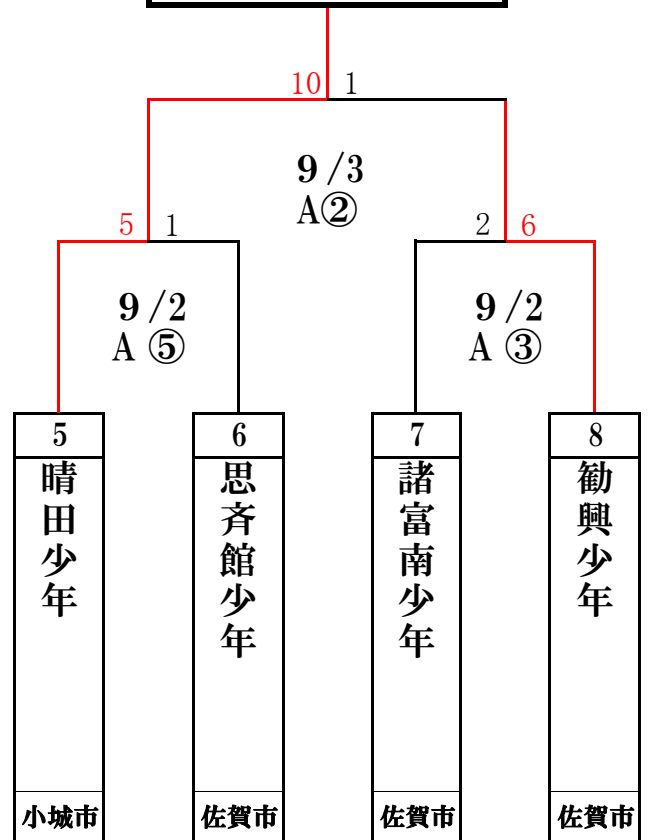 10 1
9/3
A②
5 1
2 6
9/2
A⑤
9/2
A③
5 6 7 8
晴田少年
思斉館少年
諸富南少年
勧興少年
小城市 佐賀市 佐賀市 佐賀市